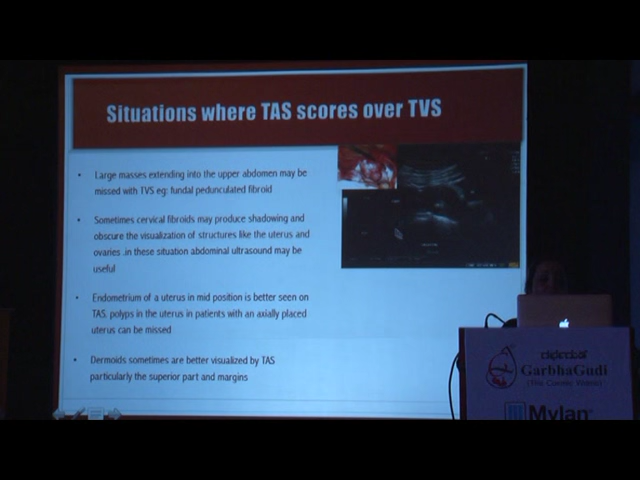 Situations where TAS scores over TVS
• Large masses extending into the upper abdomen may be
missed with TVS eg: fundal pedunculated fibroid
• Sometimes cervical fibroids may produce shadowing and
obscure the visualization of structures like the uterus and
ovaries .in these situation abdominal ultrasound may be
useful
• Endometrium of a uterus in mid position is better seen on
TAS. polyps in the uterus in patients with an axially placed
uterus can be missed
• Dermoids sometimes are better visualized by TAS
particularly the superior part and margins
ಗರ್ಭಗುಡಿ
GarbhaGudi
Mylan